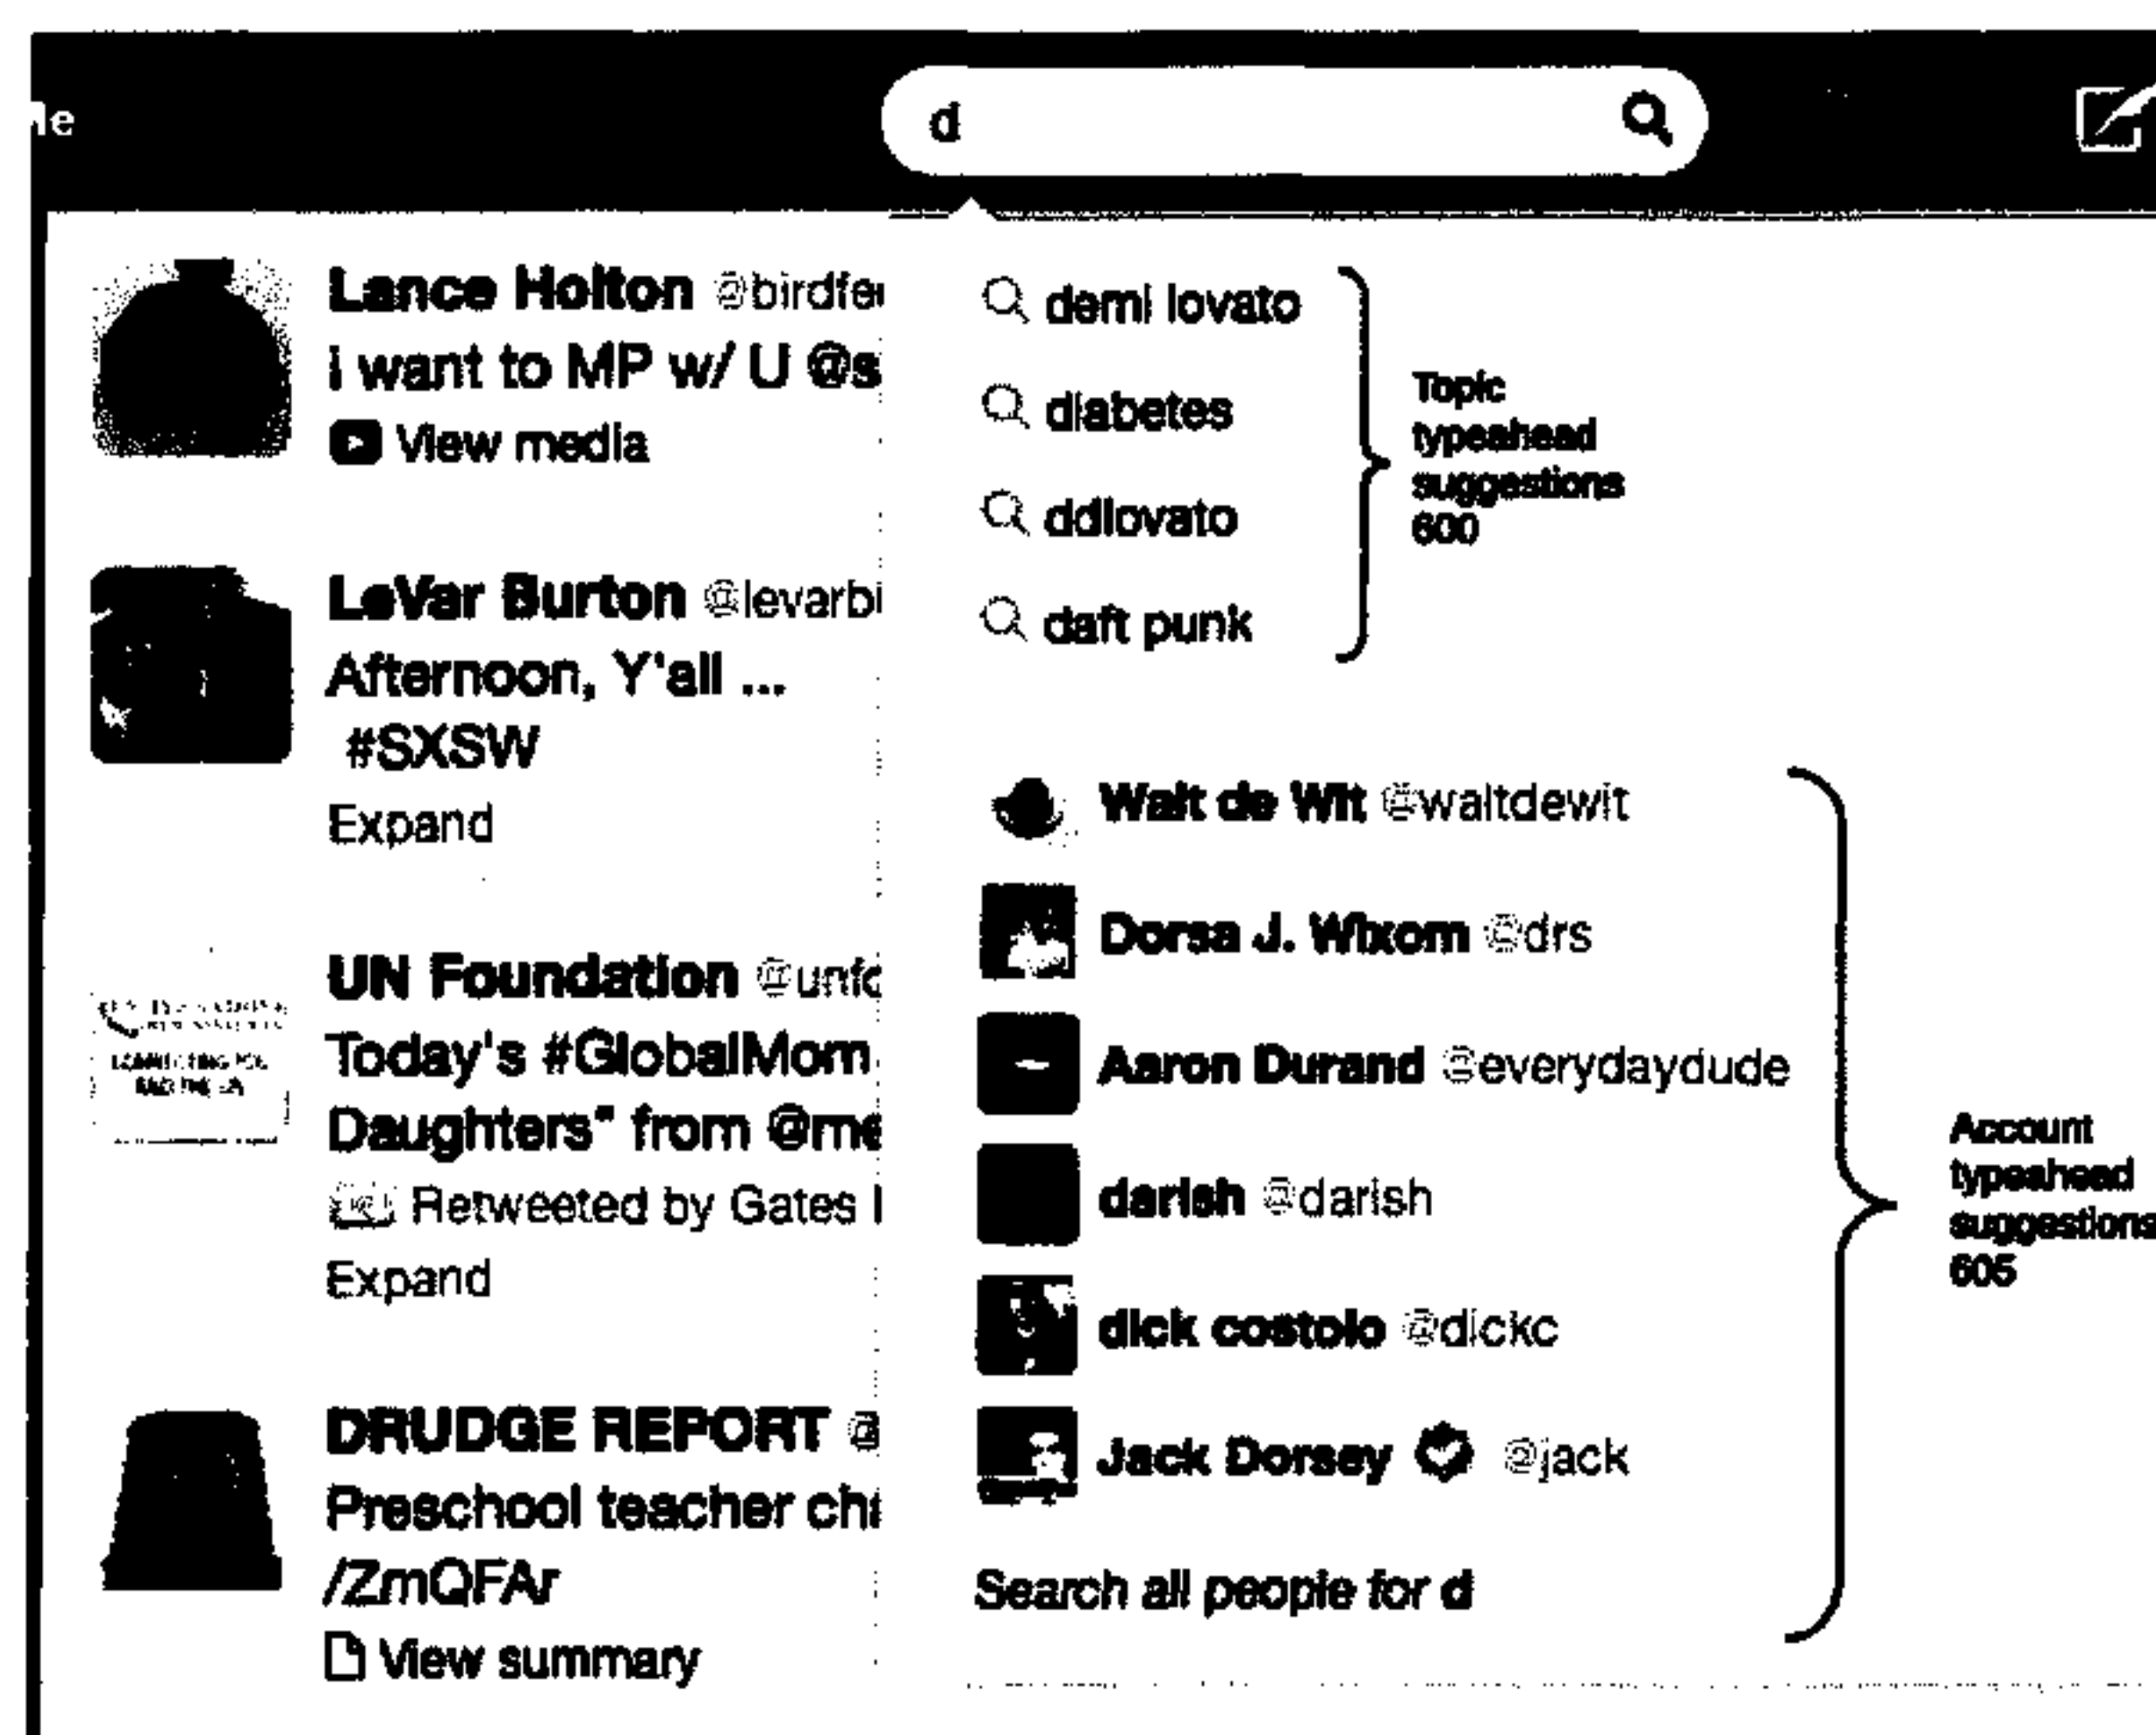 d
Lance Holton @birdfe
i want to MP w/ U @s
View media
LeVar Burton @levarb
Afternoon, Y'all ...
#SXSW
Expand
UN Foundation @unfo
Today's #GlobalMom
Daughters" from @me
Retweeted by Gates
Expand
DRUDGE REPORT @
Preschool teacher ch
/ZmQFAr
View summary
demi lovato
diabetes
ddlovato
daft punk
Topic
typeahead
suggestions
600
Walt de Wit @waltdewit
Dorsa J. Wixom @drs
Aaron Durand @everydaydude
darish @darish
dick costolo @dickc
Jack Dorsey @jack
Search all people for d
Account
typeahead
suggestions
605